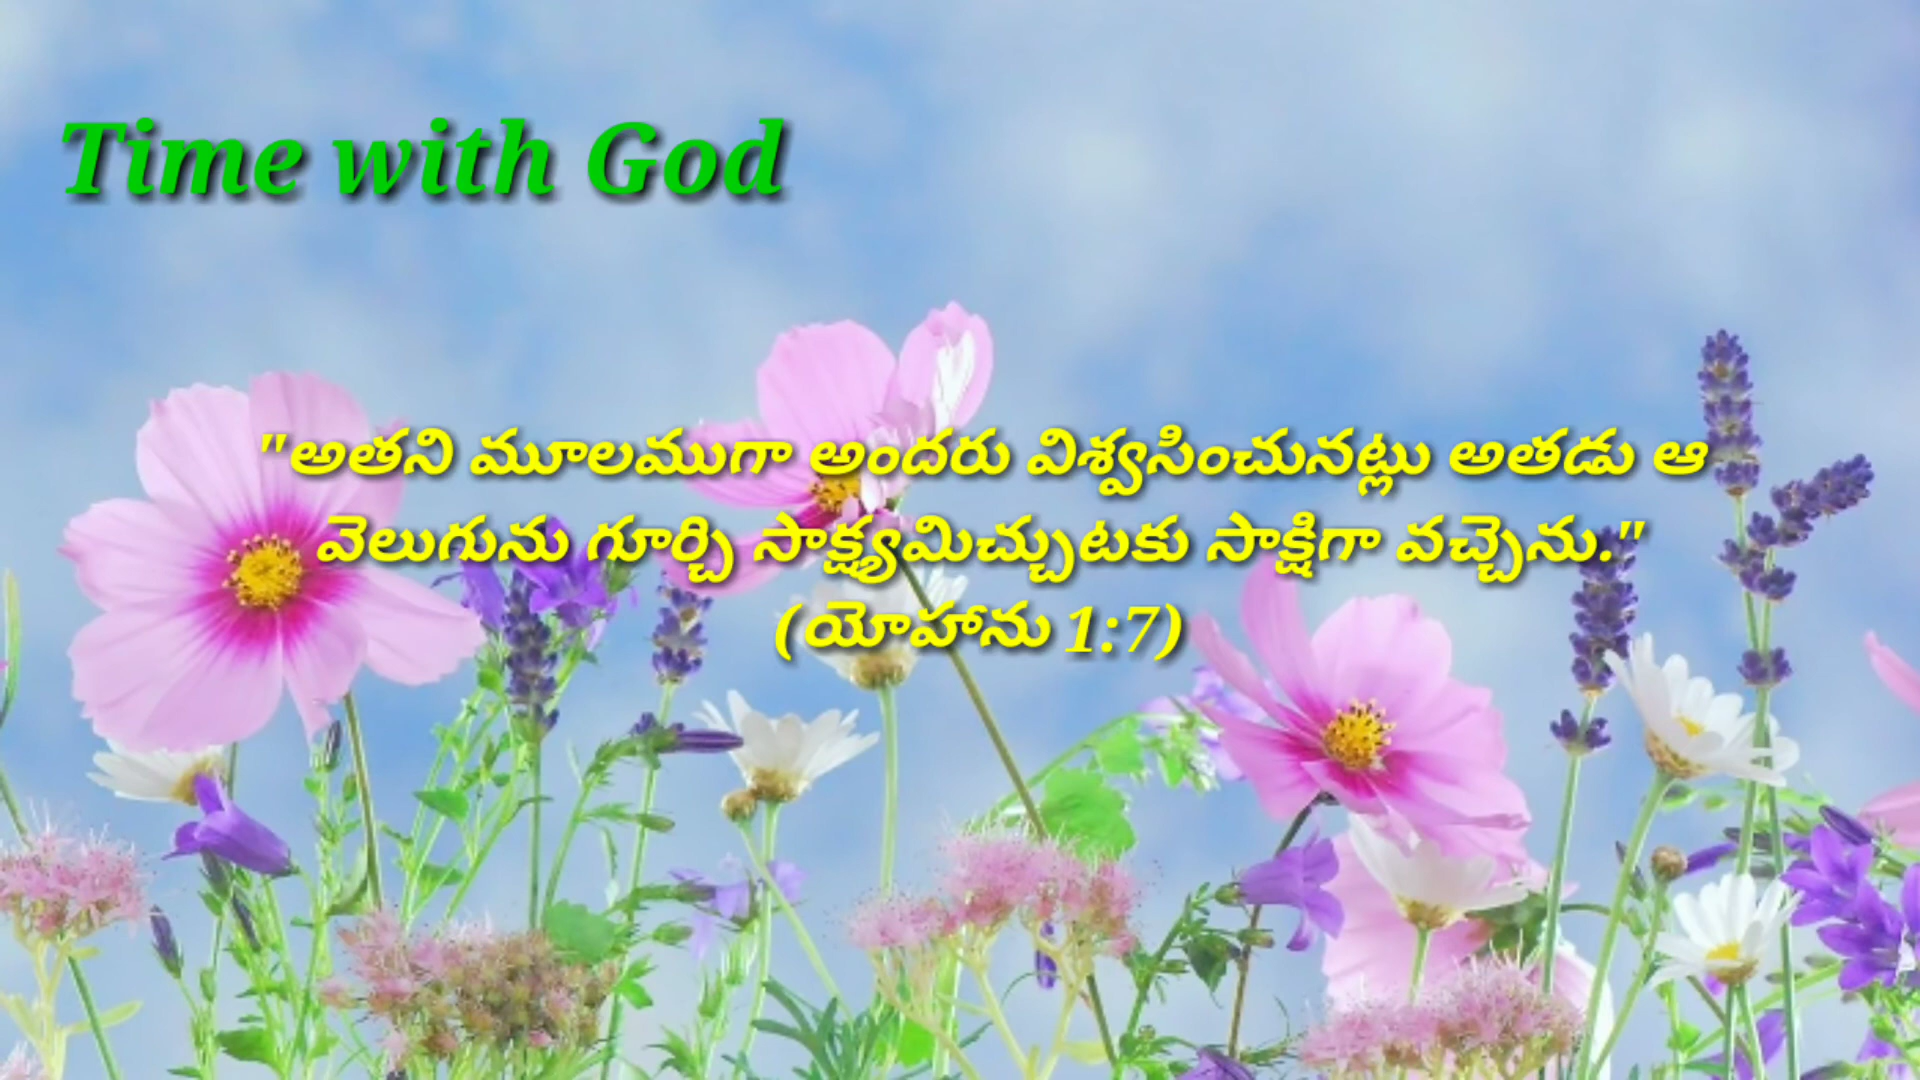 Time with God
"అతని మూలముగా అందరు విశ్వసించునట్లు అతడు ఆ
వెలుగును గూర్చి సాక్ష్యమిచ్చుటకు సాక్షిగా వచ్చెను."
(యోహాను 1:7)